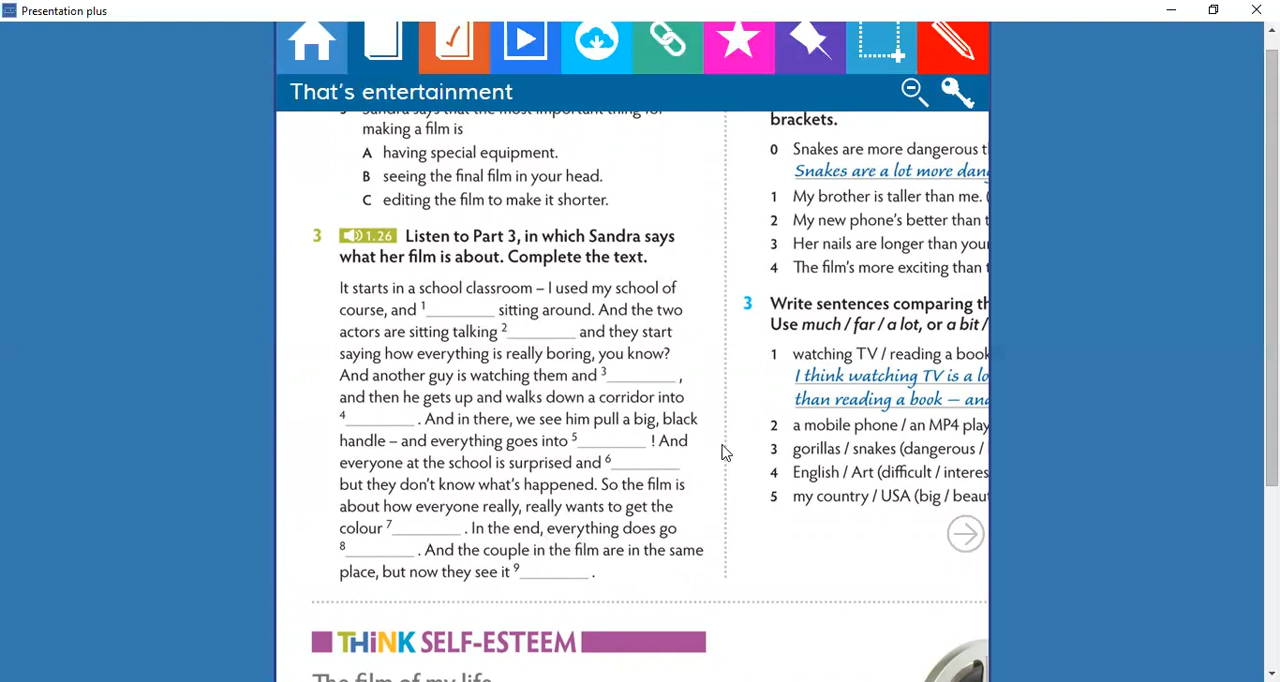 Presentation plus
That's entertainment
making a film is
A having special equipment.
B seeing the final film in your head.
C editing the film to make it shorter.
3 1.26 Listen to Part 3, in which Sandra says
what her film is about. Complete the text.
It starts in a school classroom – I used my school of
course, and 1________ sitting around. And the two
actors are sitting talking 2________ and they start
saying how everything is really boring, you know?
And another guy is watching them and 3________ ,
and then he gets up and walks down a corridor into
4________ . And in there, we see him pull a big, black
handle – and everything goes into 5________ ! And
everyone at the school is surprised and 6________
but they don't know what's happened. So the film is
about how everyone really, really wants to get the
colour 7________ . In the end, everything does go
8________ . And the couple in the film are in the same
place, but now they see it 9________ .
THiNK SELF-ESTEEM
The film of my life
brackets.
0 Snakes are more dangerous t
Snakes are a lot more dan
1 My brother is taller than me. (
2 My new phone's better than t
3 Her nails are longer than you
4 The film's more exciting than t
3 Write sentences comparing th
Use much / far / a lot, or a bit /
1 watching TV / reading a book
I think watching TV is a lo
than reading a book – and
2 a mobile phone / an MP4 play
3 gorillas / snakes (dangerous /
4 English / Art (difficult / interes
5 my country / USA (big / beau